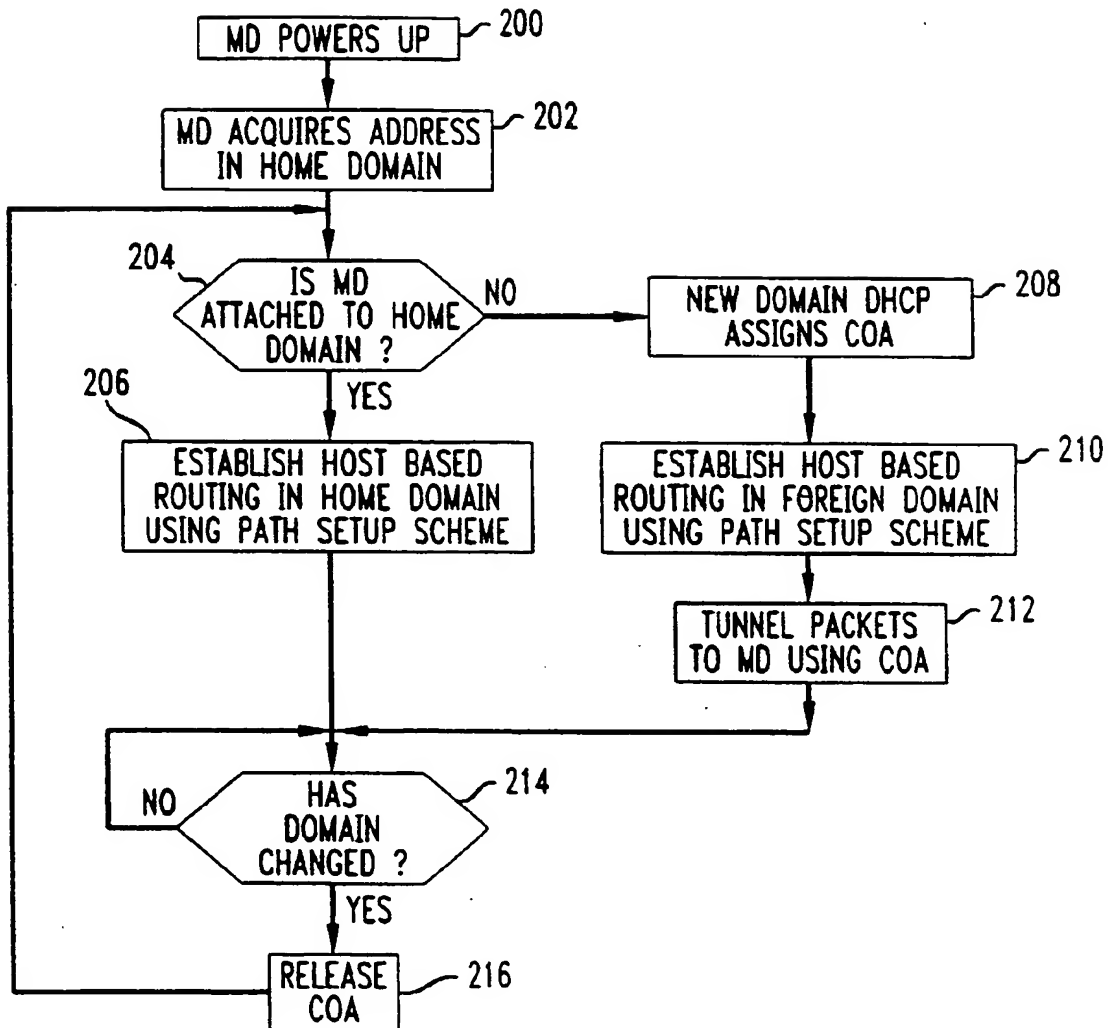 MD POWERS UP
200
MD ACQUIRES ADDRESS
IN HOME DOMAIN
202
204
IS MD
ATTACHED TO HOME
DOMAIN ?
NO
YES
NEW DOMAIN DHCP
ASSIGNS COA
208
206
ESTABLISH HOST BASED
ROUTING IN HOME DOMAIN
USING PATH SETUP SCHEME
ESTABLISH HOST BASED
ROUTING IN FOREIGN DOMAIN
USING PATH SETUP SCHEME
210
TUNNEL PACKETS
TO MD USING COA
212
HAS
DOMAIN
CHANGED ?
214
NO
YES
RELEASE
COA
216